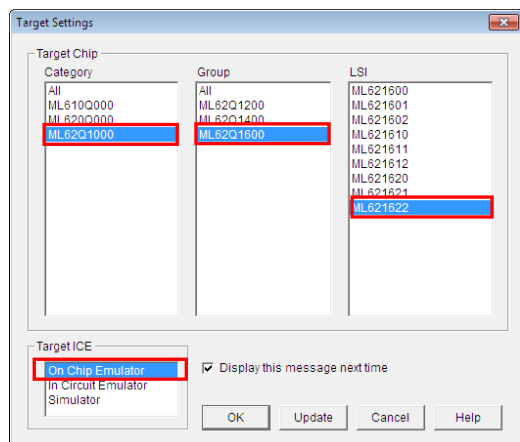 Target Settings
Target Chip
Category
All
ML610Q000
ML620Q000
ML62Q1000
Group
All
ML62Q1200
ML62Q1400
ML62Q1600
LSI
ML621600
ML621601
ML621602
ML621610
ML621611
ML621612
ML621620
ML621621
ML621622
Target ICE
On Chip Emulator
In Circuit Emulator
Simulator
Display this message next time
OK
Update
Cancel
Help